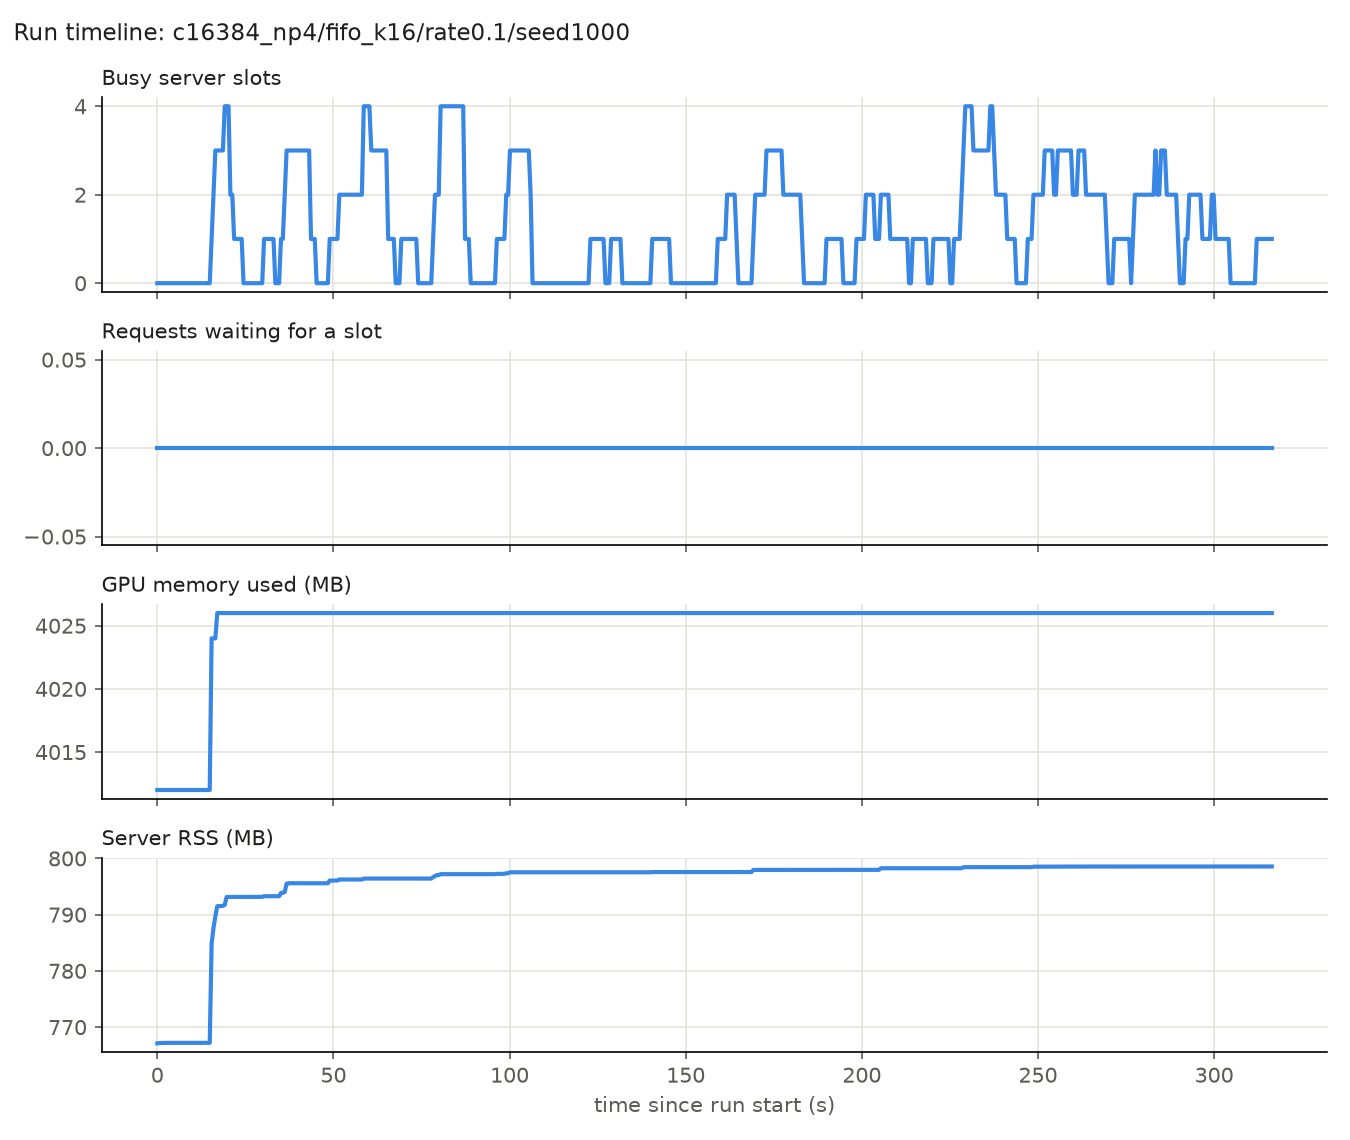 Run timeline: c16384_np4/fifo_k16/rate0.1/seed1000
Busy server slots
4
2
0
Requests waiting for a slot
0.05
0.00
−0.05
GPU memory used (MB)
4025
4020
4015
Server RSS (MB)
800
790
780
770
0 50 100 150 200 250 300
time since run start (s)